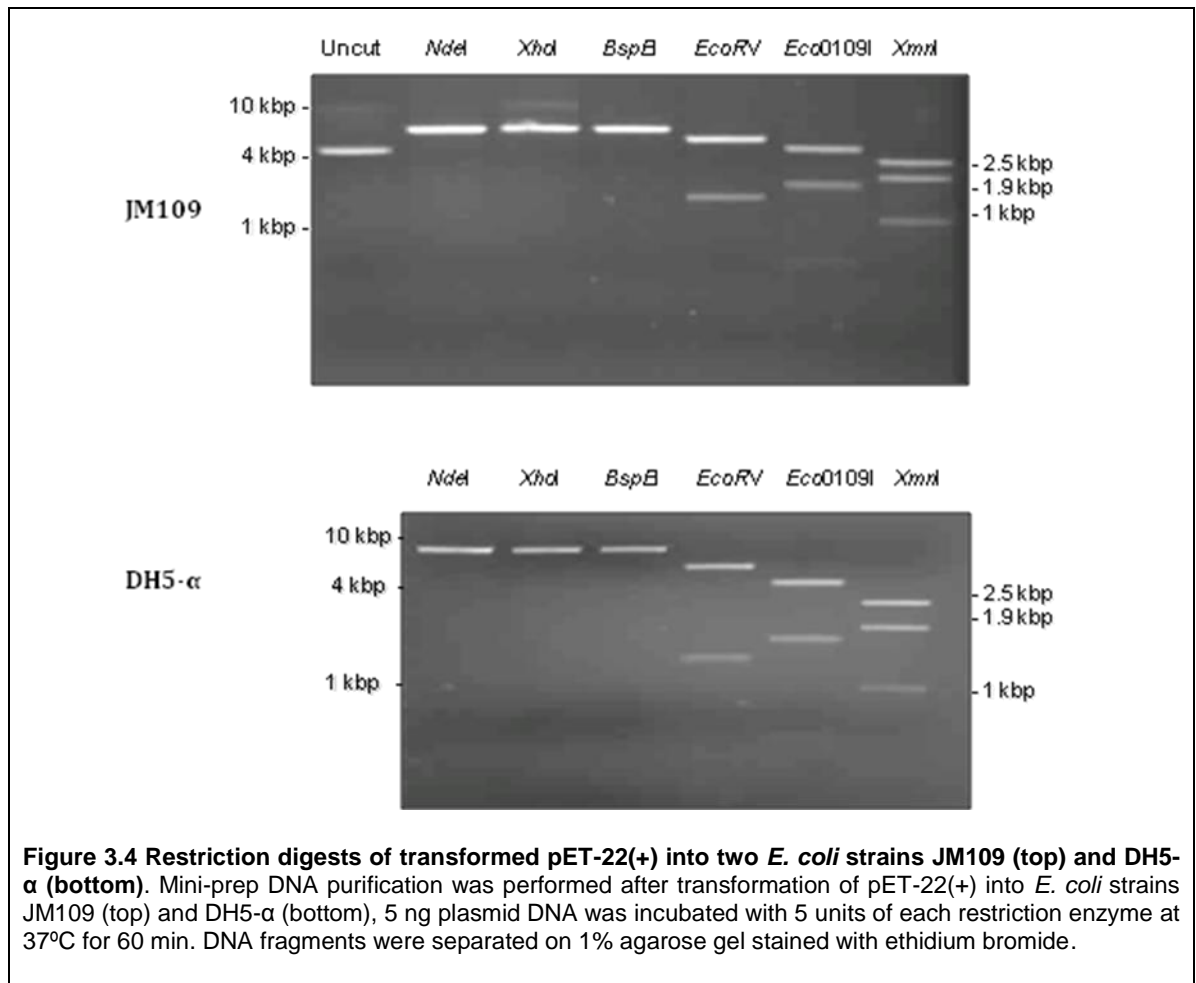 Uncut NdeI XhoI BspEI EcoRV Eco0109I XmnI
10 kbp -
4 kbp -
1 kbp -
JM109
- 2.5 kbp
- 1.9 kbp
- 1 kbp
NdeI XhoI BspEI EcoRV Eco0109I XmnI
10 kbp -
4 kbp -
1 kbp -
DH5-α
- 2.5 kbp
- 1.9 kbp
- 1 kbp
Figure 3.4 Restriction digests of transformed pET-22(+) into two E. coli strains JM109 (top) and DH5-
α (bottom). Mini-prep DNA purification was performed after transformation of pET-22(+) into E. coli strains
JM109 (top) and DH5-α (bottom), 5 ng plasmid DNA was incubated with 5 units of each restriction enzyme at
37ºC for 60 min. DNA fragments were separated on 1% agarose gel stained with ethidium bromide.